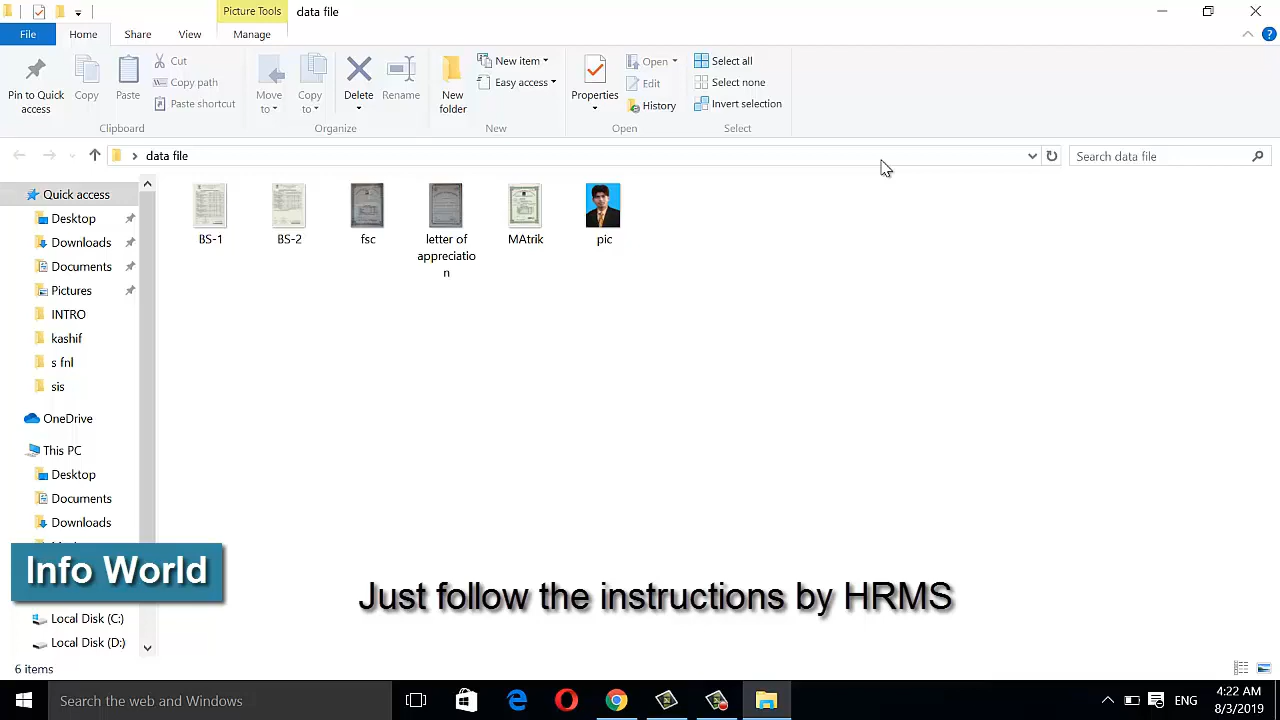 Picture Tools
data file
File
Home
Share
View
Manage
Pin to Quick
access
Copy
Paste
Cut
Copy path
Paste shortcut
Clipboard
Move
to
Copy
to
Delete
Rename
Organize
New
folder
New item
Easy access
New
Properties
Open
Edit
History
Open
Select all
Select none
Invert selection
Select
data file
Search data file
Quick access
Desktop
Downloads
Documents
Pictures
INTRO
kashif
s fnl
sis
OneDrive
This PC
Desktop
Documents
Downloads
Local Disk (C:)
Local Disk (D:)
BS-1
BS-2
fsc
letter of
appreciatio
n
MAtrik
pic
Info World
Just follow the instructions by HRMS
6 items
Search the web and Windows
ENG
4:22 AM
8/3/2019